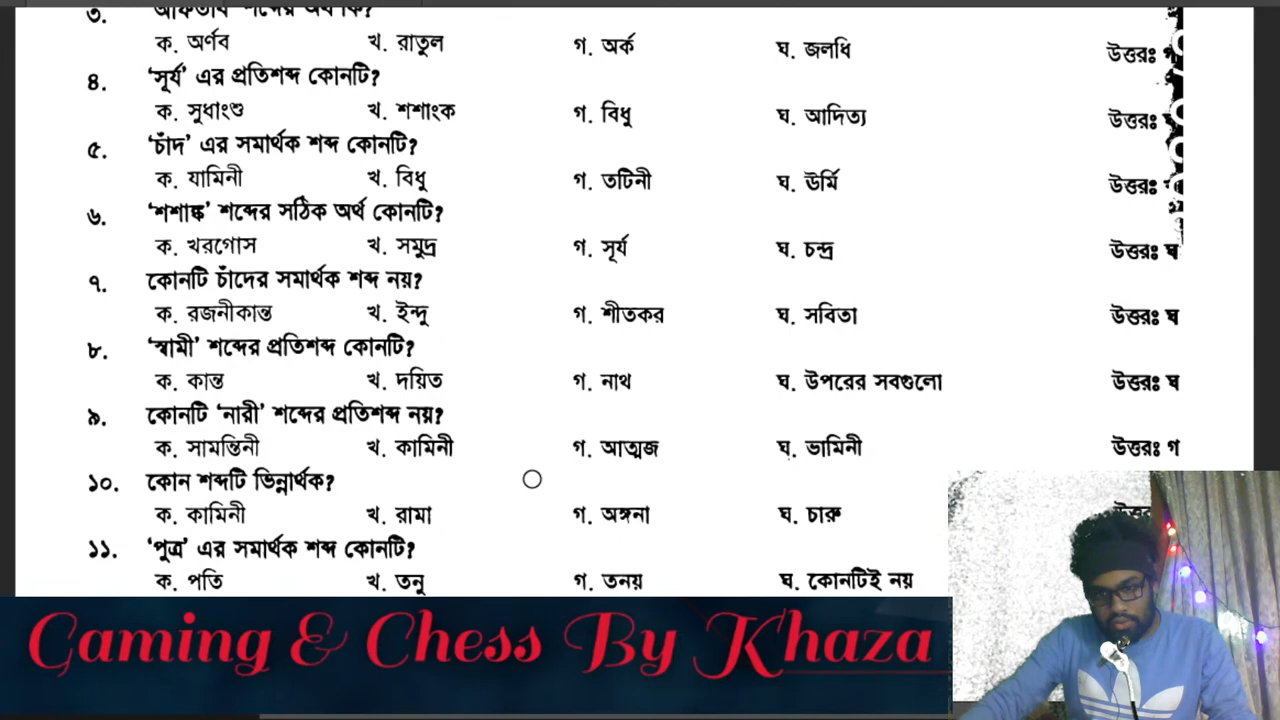 ৩. শব্দের অর্থ কি?
ক. অর্ণব খ. রাতুল গ. অর্ক ঘ. জলধি উত্তরঃ
৪. ‘সূর্য’ এর প্রতিশব্দ কোনটি?
ক. সুধাংশু খ. শশাংক গ. বিধু ঘ. আদিত্য উত্তরঃ
৫. ‘চাঁদ’ এর সমার্থক শব্দ কোনটি?
ক. যামিনী খ. বিধু গ. তটিনী ঘ. ঊর্মি উত্তরঃ
৬. ‘শশাঙ্ক’ শব্দের সঠিক অর্থ কোনটি?
ক. খরগোস খ. সমুদ্র গ. সূর্য ঘ. চন্দ্র উত্তরঃ ঘ
৭. কোনটি চাঁদের সমার্থক শব্দ নয়?
ক. রজনীকান্ত খ. ইন্দু গ. শীতকর ঘ. সবিতা উত্তরঃ ঘ
৮. ‘স্বামী’ শব্দের প্রতিশব্দ কোনটি?
ক. কান্ত খ. দয়িত গ. নাথ ঘ. উপরের সবগুলো উত্তরঃ ঘ
৯. কোনটি ‘নারী’ শব্দের প্রতিশব্দ নয়?
ক. সামন্তিনী খ. কামিনী গ. আত্মজ ঘ. ভামিনী উত্তরঃ গ
১০. কোন শব্দটি ভিন্নার্থক?
ক. কামিনী খ. রামা গ. অঙ্গনা ঘ. চারু
১১. ‘পুত্র’ এর সমার্থক শব্দ কোনটি?
ক. পতি খ. তনু গ. তনয় ঘ. কোনটিই নয়
Gaming & Chess By Khaza